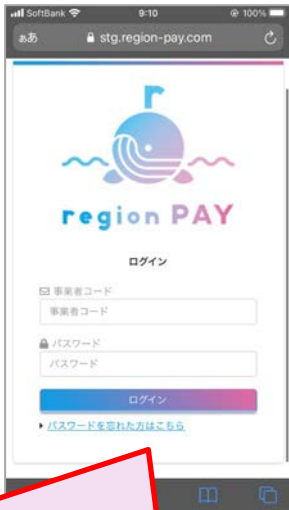 SoftBank 9:10 100%
ああ stg.region-pay.com
r
region PAY
ログイン
事業者コード
事業者コード
パスワード
パスワード
ログイン
パスワードを忘れた方はこちら